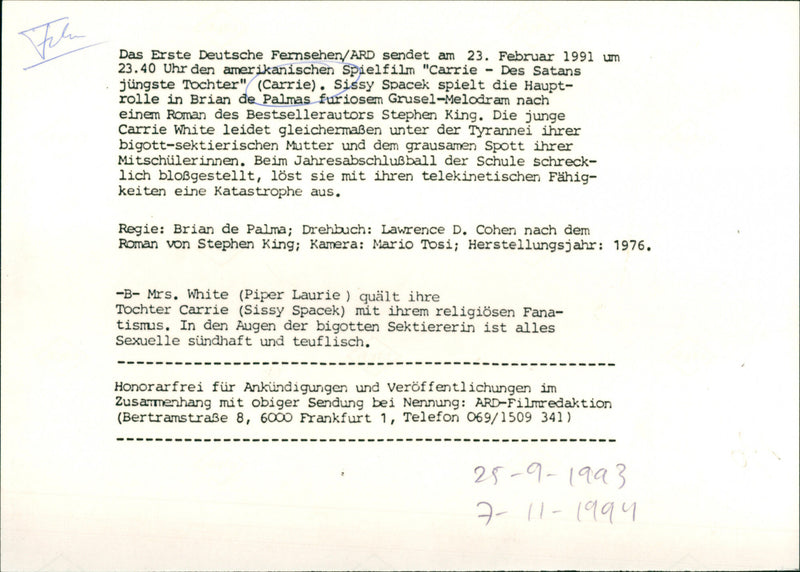 Film
Das Erste Deutsche Fernsehen/ARD sendet am 23. Februar 1991 um
23.40 Uhr den amerikanischen Spielfilm "Carrie - Des Satans
jüngste Tochter" (Carrie). Sissy Spacek spielt die Haupt-
rolle in Brian de Palmas furiosem Grusel-Melodram nach
einem Roman des Bestsellerautors Stephen King. Die junge
Carrie White leidet gleichermaßen unter der Tyrannei ihrer
bigott-sektierischen Mutter und dem grausamen Spott ihrer
Mitschülerinnen. Beim Jahresabschlußball der Schule schreck-
lich bloßgestellt, löst sie mit ihren telekinetischen Fähig-
keiten eine Katastrophe aus.
Regie: Brian de Palma; Drehbuch: Lawrence D. Cohen nach dem
Roman von Stephen King; Kamera: Mario Tosi; Herstellungsjahr: 1976.
-B- Mrs. White (Piper Laurie ) quält ihre
Tochter Carrie (Sissy Spacek) mit ihrem religiösen Fana-
tismus. In den Augen der bigotten Sektiererin ist alles
Sexuelle sündhaft und teuflisch.
Honorarfrei für Ankündigungen und Veröffentlichungen im
Zusammenhang mit obiger Sendung bei Nennung: ARD-Filmredaktion
(Bertramstraße 8, 6000 Frankfurt 1, Telefon 069/1509 341)
25-9-1993
7-11-1994